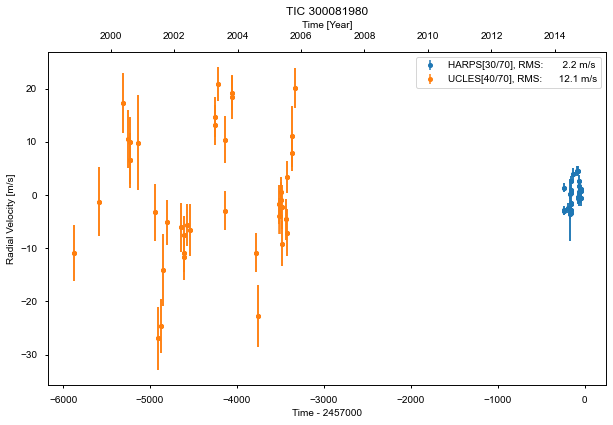 TIC 300081980
Time [Year]
2000 2002 2004 2006 2008 2010 2012 2014
HARPS[30/70], RMS: 2.2 m/s
UCLES[40/70], RMS: 12.1 m/s
20
10
0
−10
−20
−30
Radial Velocity [m/s]
−6000 −5000 −4000 −3000 −2000 −1000 0
Time - 2457000